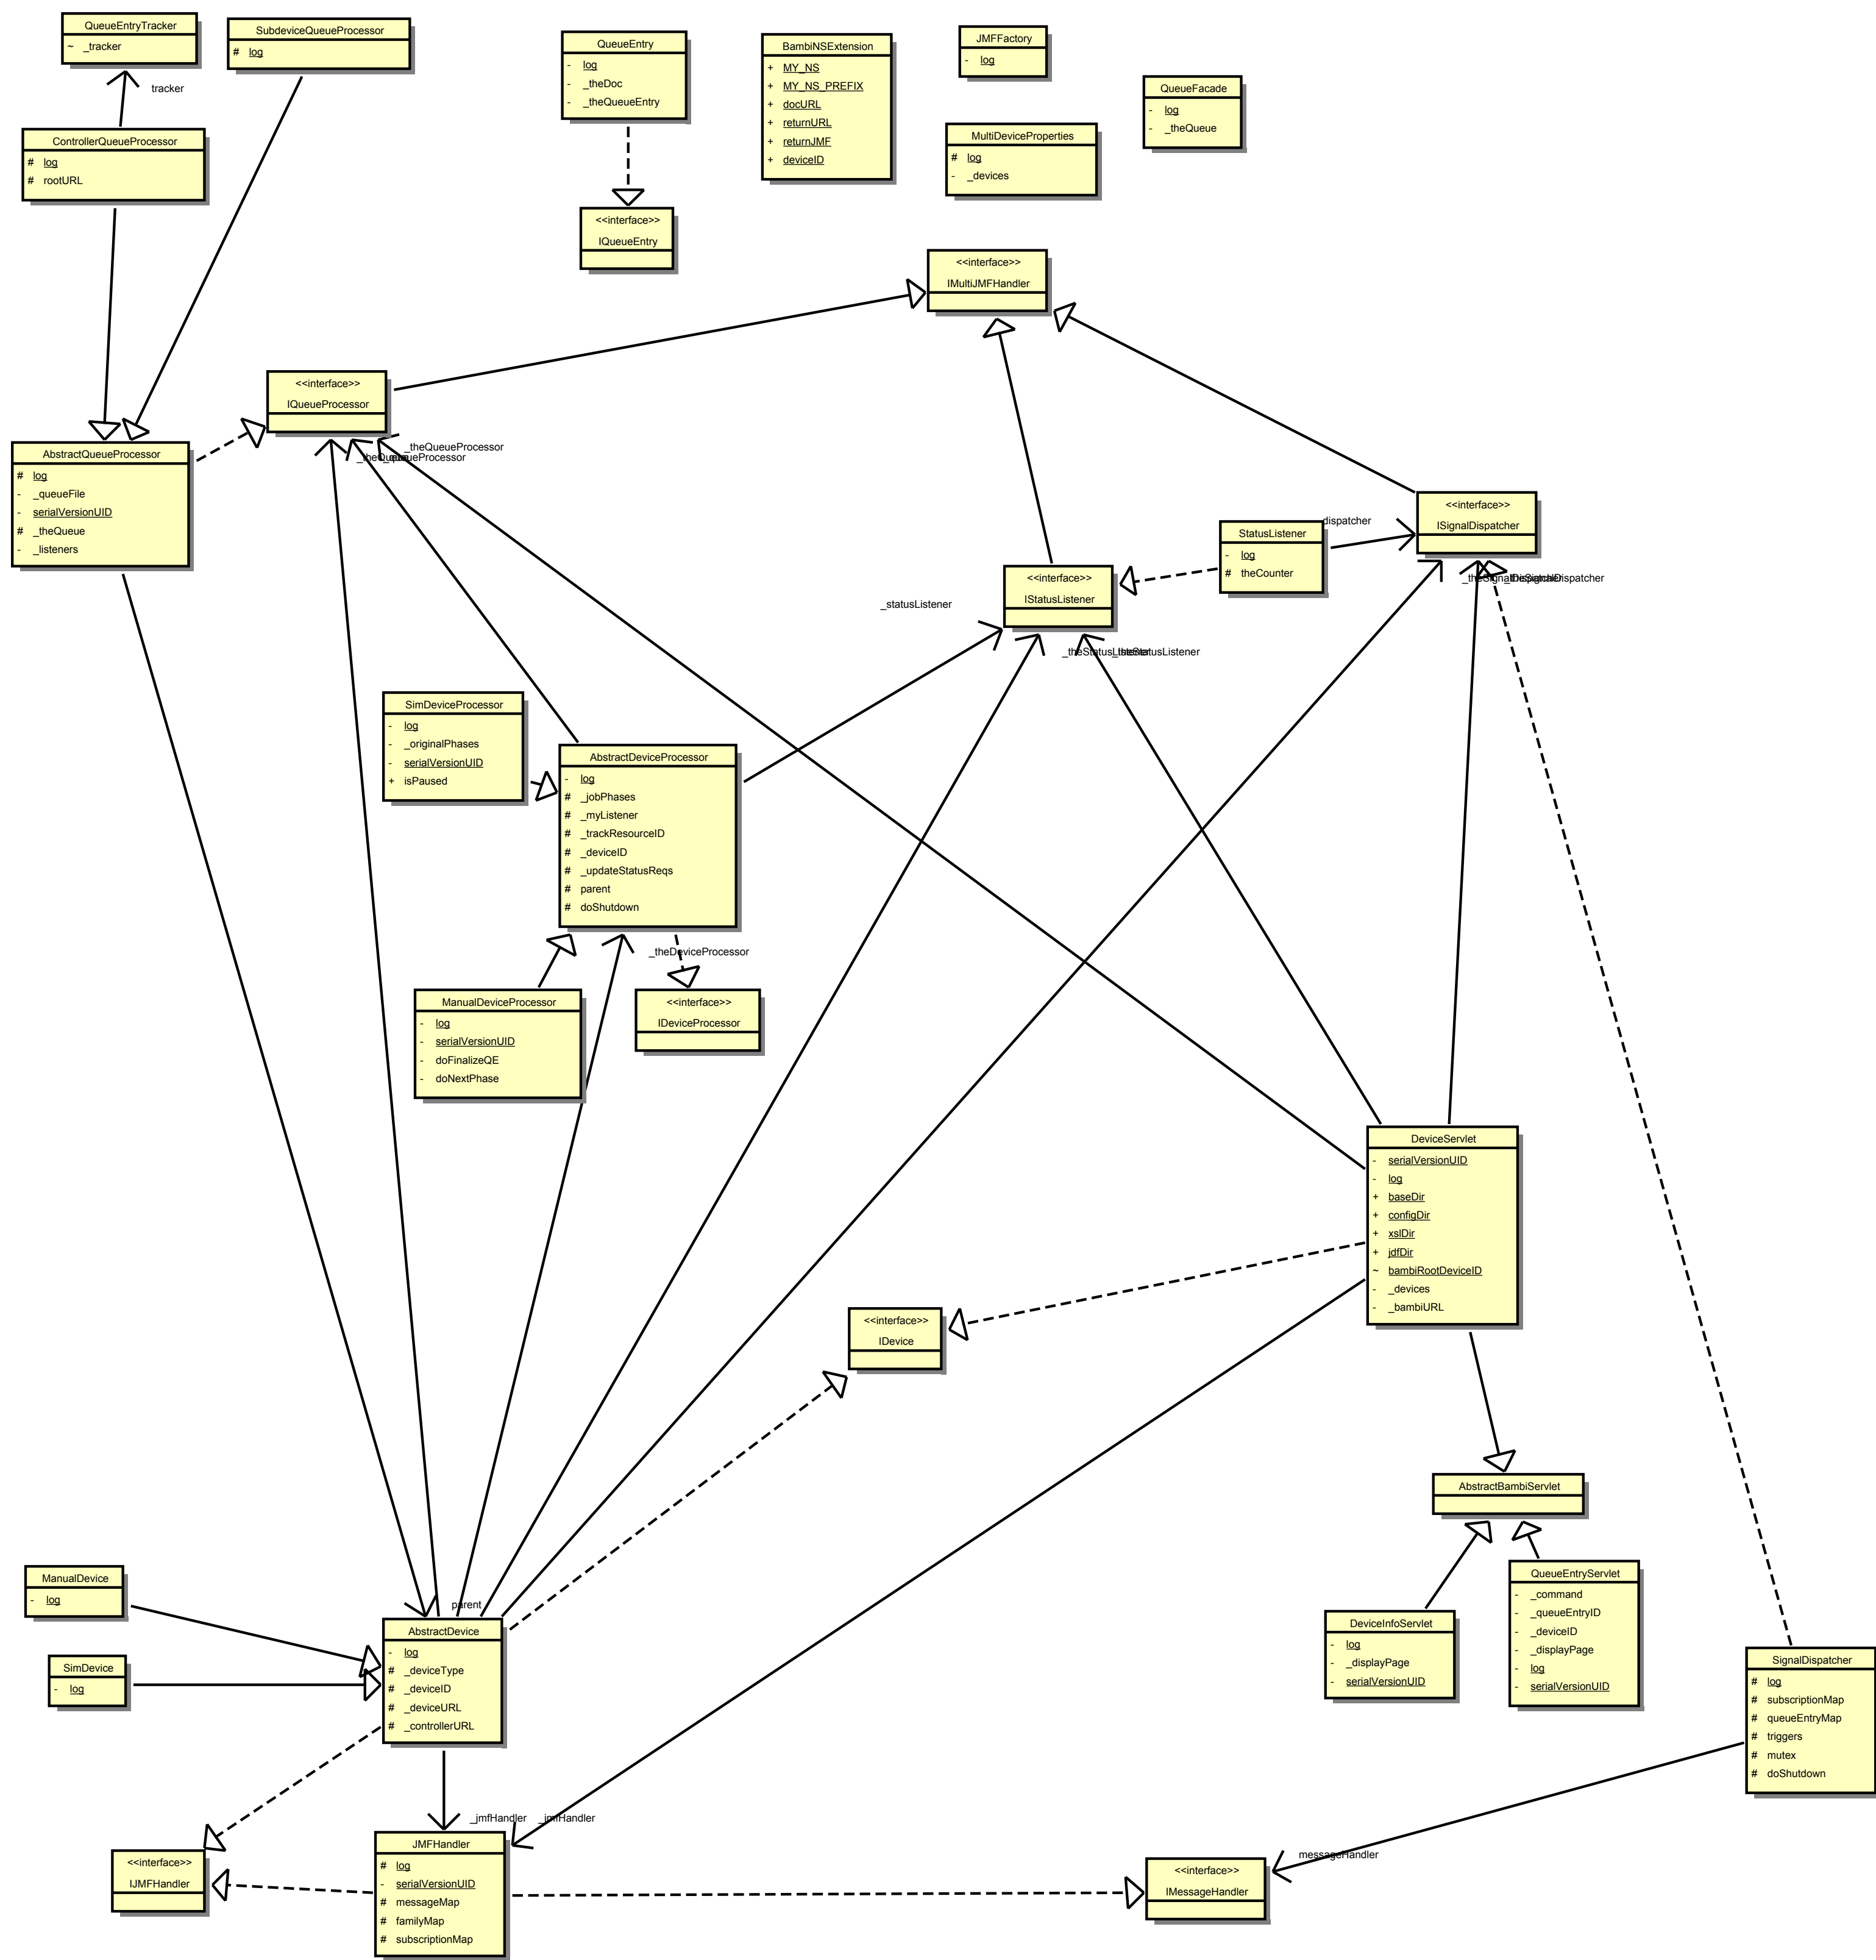 QueueEntryTracker
~ _tracker
SubdeviceQueueProcessor
# log
QueueEntry
- log
- _theDoc
- _theQueueEntry
BambiNSExtension
+ MY_NS
+ MY_NS_PREFIX
+ docURL
+ returnURL
+ returnJMF
+ deviceID
JMFFactory
- log
QueueFacade
- log
- _theQueue
tracker
ControllerQueueProcessor
# log
# rootURL
MultiDeviceProperties
# log
- _devices
<<interface>>
IQueueEntry
<<interface>>
IMultiJMFHandler
<<interface>>
IQueueProcessor
_theQueueProcessor
AbstractQueueProcessor
# log
- _queueFile
- serialVersionUID
# _theQueue
- _listeners
<<interface>>
ISignalDispatcher
dispatcher
StatusListener
- log
# theCounter
<<interface>>
IStatusListener
_statusListener
_theStatusListener
_theStatusListener
SimDeviceProcessor
- log
- _originalPhases
- serialVersionUID
+ isPaused
AbstractDeviceProcessor
- log
# _jobPhases
# _myListener
# _trackResourceID
# _deviceID
# _updateStatusReqs
# parent
# doShutdown
_theDeviceProcessor
ManualDeviceProcessor
- log
- serialVersionUID
- doFinalizeQE
- doNextPhase
<<interface>>
IDeviceProcessor
DeviceServlet
- serialVersionUID
- log
+ baseDir
+ configDir
+ xslDir
+ jdfDir
~ bambiRootDeviceID
- _devices
- _bambiURL
<<interface>>
IDevice
AbstractBambiServlet
ManualDevice
- log
QueueEntryServlet
- _command
- _queueEntryID
- _deviceID
- _displayPage
- log
- serialVersionUID
parent
AbstractDevice
- log
# _deviceType
# _deviceID
# _deviceURL
# _controllerURL
DeviceInfoServlet
- log
- _displayPage
- serialVersionUID
SimDevice
- log
SignalDispatcher
# log
# subscriptionMap
# queueEntryMap
# triggers
# mutex
# doShutdown
_jmfHandler
_jmfHandler
JMFHandler
# log
- serialVersionUID
# messageMap
# familyMap
# subscriptionMap
<<interface>>
IJMFHandler
messageHandler
<<interface>>
IMessageHandler